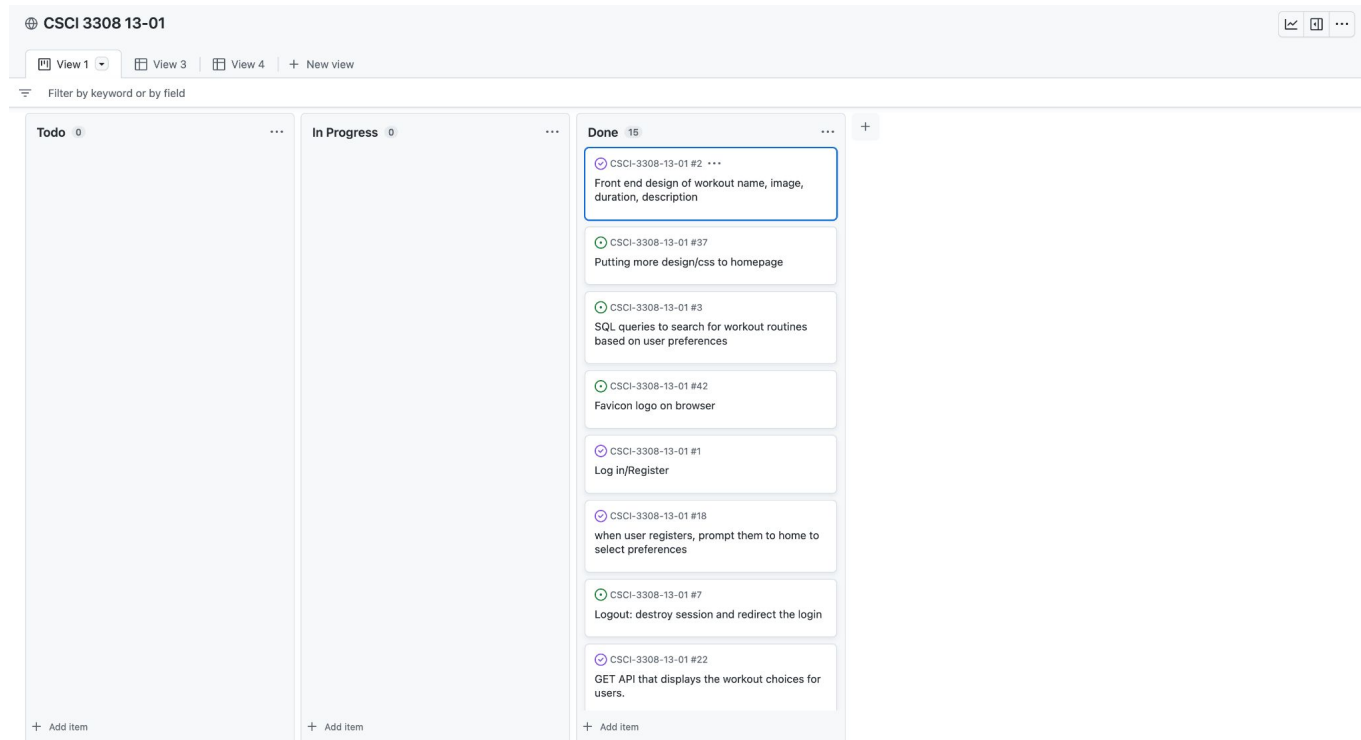 CSCI 3308 13-01
View 1
View 3
View 4
+ New view
Filter by keyword or by field
Todo 0
In Progress 0
Done 15
CSCI-3308-13-01 #2
Front end design of workout name, image,
duration, description
CSCI-3308-13-01 #37
Putting more design/css to homepage
CSCI-3308-13-01 #3
SQL queries to search for workout routines
based on user preferences
CSCI-3308-13-01 #42
Favicon logo on browser
CSCI-3308-13-01 #1
Log in/Register
CSCI-3308-13-01 #18
when user registers, prompt them to home to
select preferences
CSCI-3308-13-01 #7
Logout: destroy session and redirect the login
CSCI-3308-13-01 #22
GET API that displays the workout choices for
users.
+ Add item
+ Add item
+ Add item